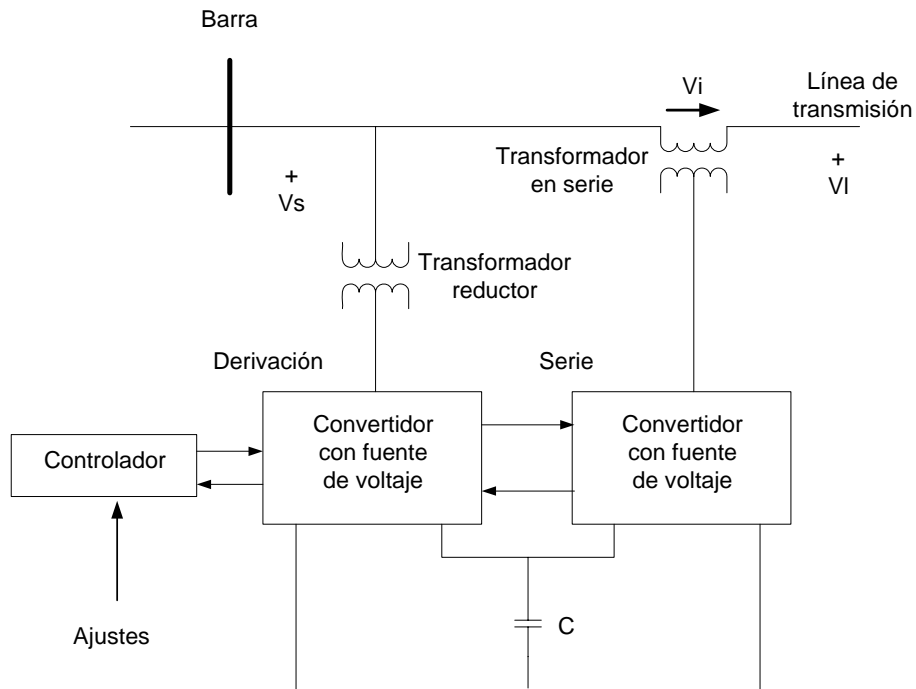 Barra
Vi
Línea de
transmisión
Transformador
en serie
+
Vs
+
Vl
Transformador
reductor
Derivación
Serie
Controlador
Convertidor
con fuente
de voltaje
Convertidor
con fuente
de voltaje
Ajustes
C